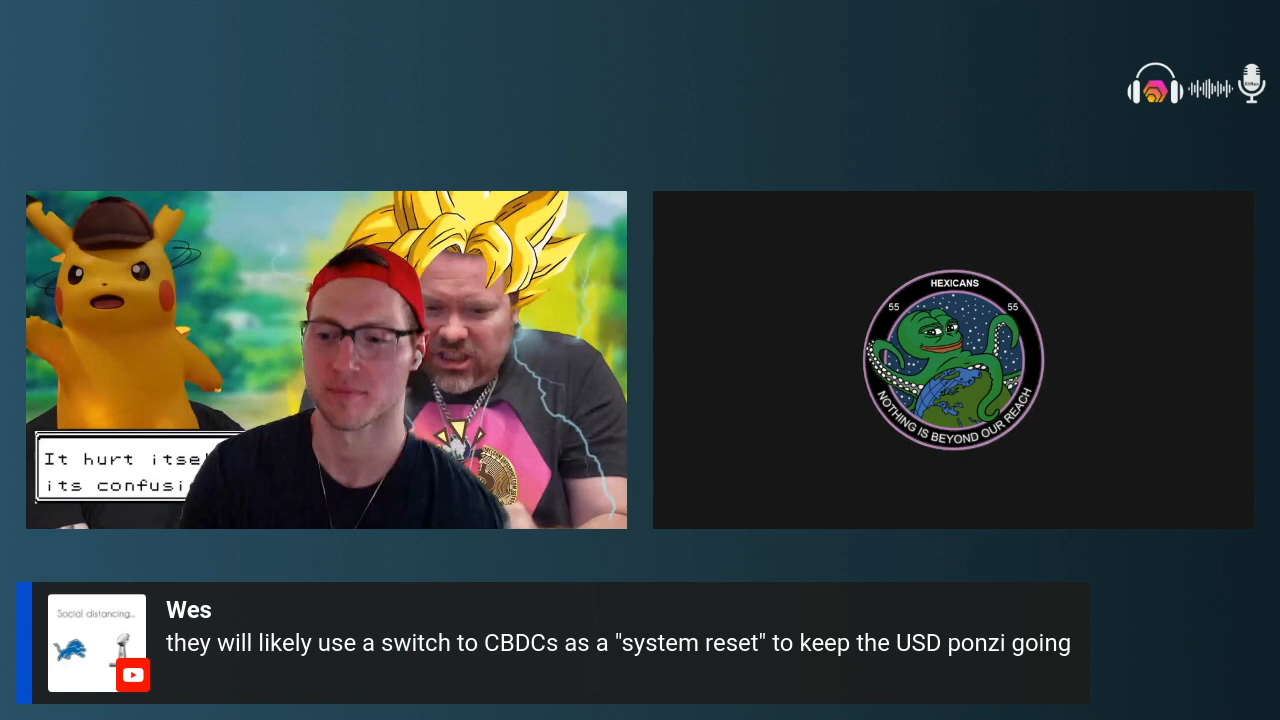 It hurt itse
its confusi
HEXICANS
55
55
NOTHING IS BEYOND OUR REACH
Social distancing...
Wes
they will likely use a switch to CBDCs as a "system reset" to keep the USD ponzi going